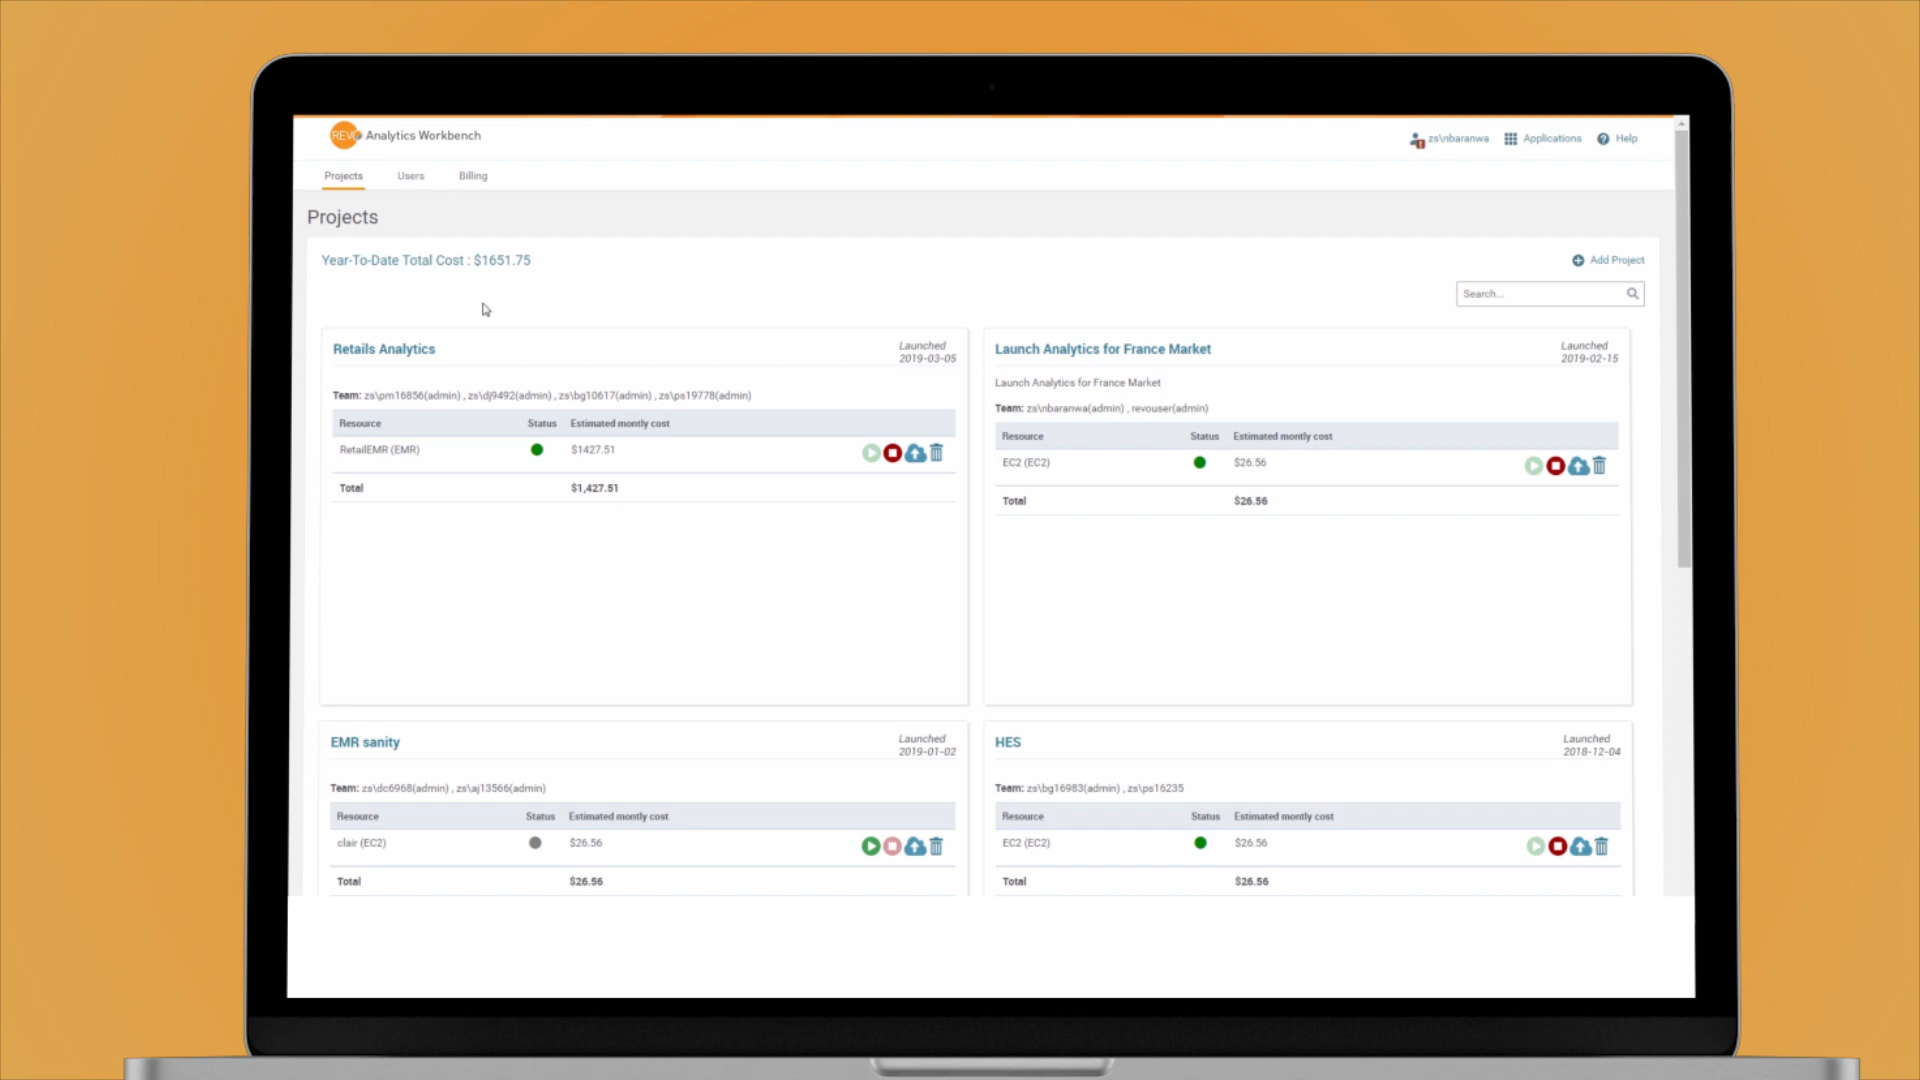 REVO Analytics Workbench
zs\nbaranwa Applications Help
Projects Users Billing
Projects
Year-To-Date Total Cost : $1651.75
Add Project
Search...
Retails Analytics
Launched
2019-03-05
Team: zs\pm16856(admin) , zs\dj9492(admin) , zs\bg10617(admin) , zs\ps19778(admin)
Resource Status Estimated montly cost
RetailEMR (EMR) $1427.51
Total $1,427.51
Launch Analytics for France Market
Launched
2019-02-15
Launch Analytics for France Market
Team: zs\nbaranwa(admin) , revouser(admin)
Resource Status Estimated montly cost
EC2 (EC2) $26.56
Total $26.56
EMR sanity
Launched
2019-01-02
Team: zs\dc6968(admin) , zs\aj13566(admin)
Resource Status Estimated montly cost
clair (EC2) $26.56
Total $26.56
HES
Launched
2018-12-04
Team: zs\bg16983(admin) , zs\ps16235
Resource Status Estimated montly cost
EC2 (EC2) $26.56
Total $26.56